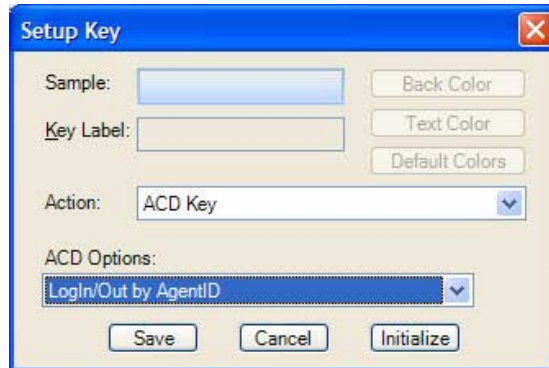 Setup Key
Sample:
Back Color
Key Label:
Text Color
Default Colors
Action: ACD Key
ACD Options:
LogIn/Out by AgentID
Save Cancel Initialize